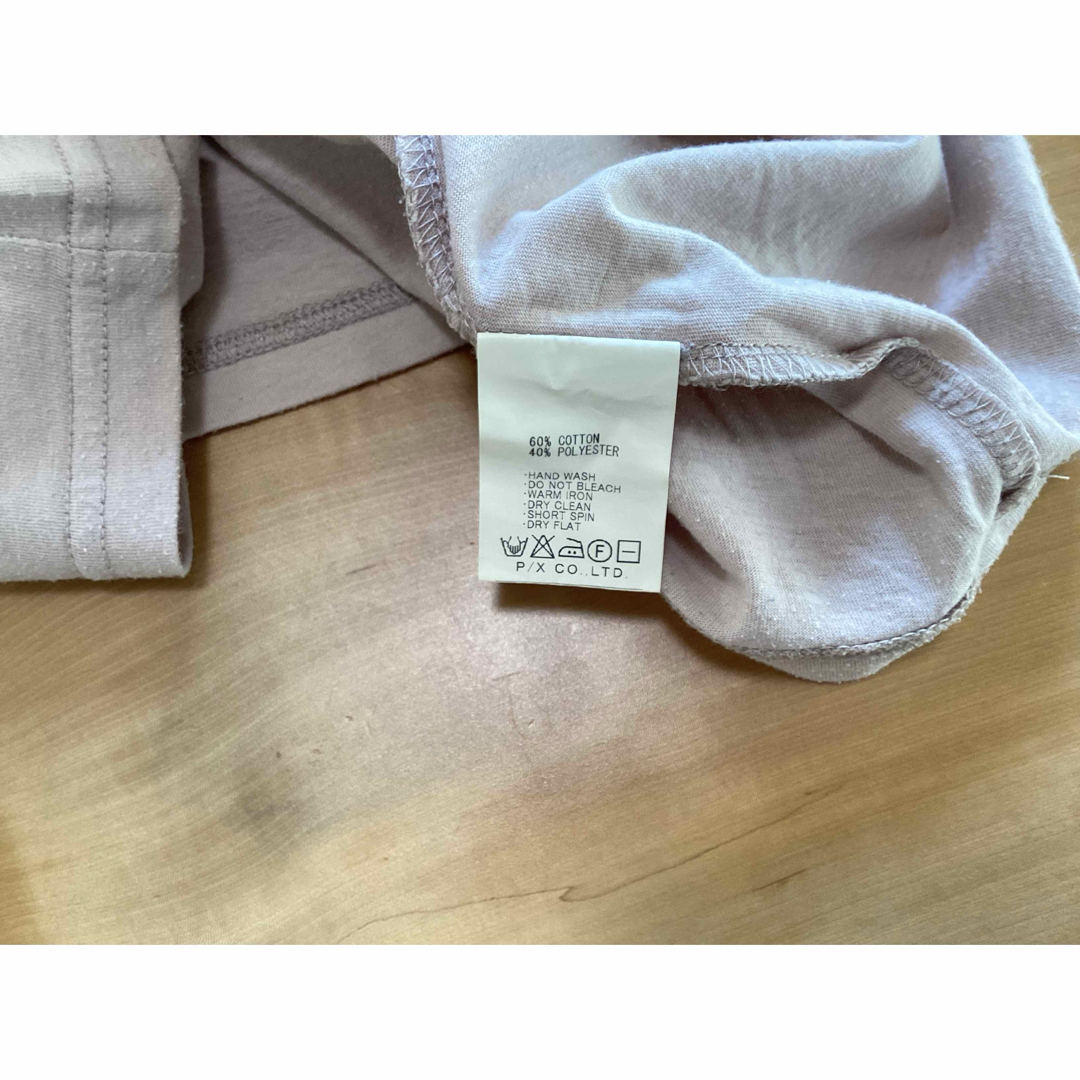 60% COTTON
40% POLYESTER
·HAND WASH
·DO NOT BLEACH
·WARM IRON
·DRY CLEAN
·SHORT SPIN
·DRY FLAT
F
P/X CO.,LTD.